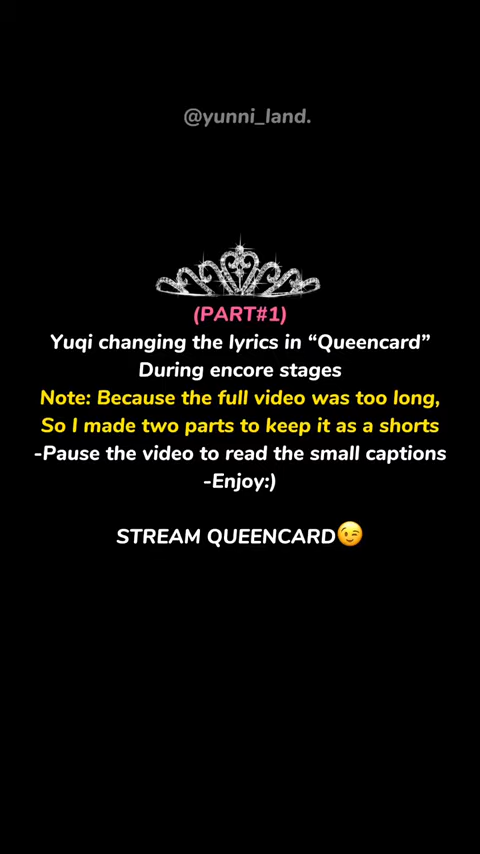 @yunni_land.
(PART#1)
Yuqi changing the lyrics in “Queencard”
During encore stages
Note: Because the full video was too long,
So I made two parts to keep it as a shorts
-Pause the video to read the small captions
-Enjoy:)
STREAM QUEENCARD😉